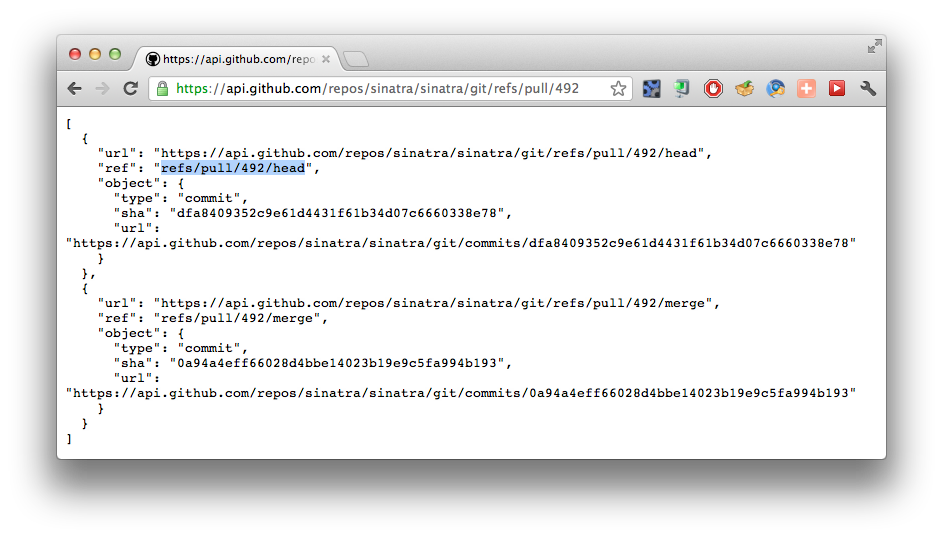 https://api.github.com/repo
https://api.github.com/repos/sinatra/sinatra/git/refs/pull/492
[
  {
    "url": "https://api.github.com/repos/sinatra/sinatra/git/refs/pull/492/head",
    "ref": "refs/pull/492/head",
    "object": {
      "type": "commit",
      "sha": "dfa8409352c9e61d4431f61b34d07c6660338e78",
      "url":
"https://api.github.com/repos/sinatra/sinatra/git/commits/dfa8409352c9e61d4431f61b34d07c6660338e78"
    }
  },
  {
    "url": "https://api.github.com/repos/sinatra/sinatra/git/refs/pull/492/merge",
    "ref": "refs/pull/492/merge",
    "object": {
      "type": "commit",
      "sha": "0a94a4eff66028d4bbe14023b19e9c5fa994b193",
      "url":
"https://api.github.com/repos/sinatra/sinatra/git/commits/0a94a4eff66028d4bbe14023b19e9c5fa994b193"
    }
  }
]